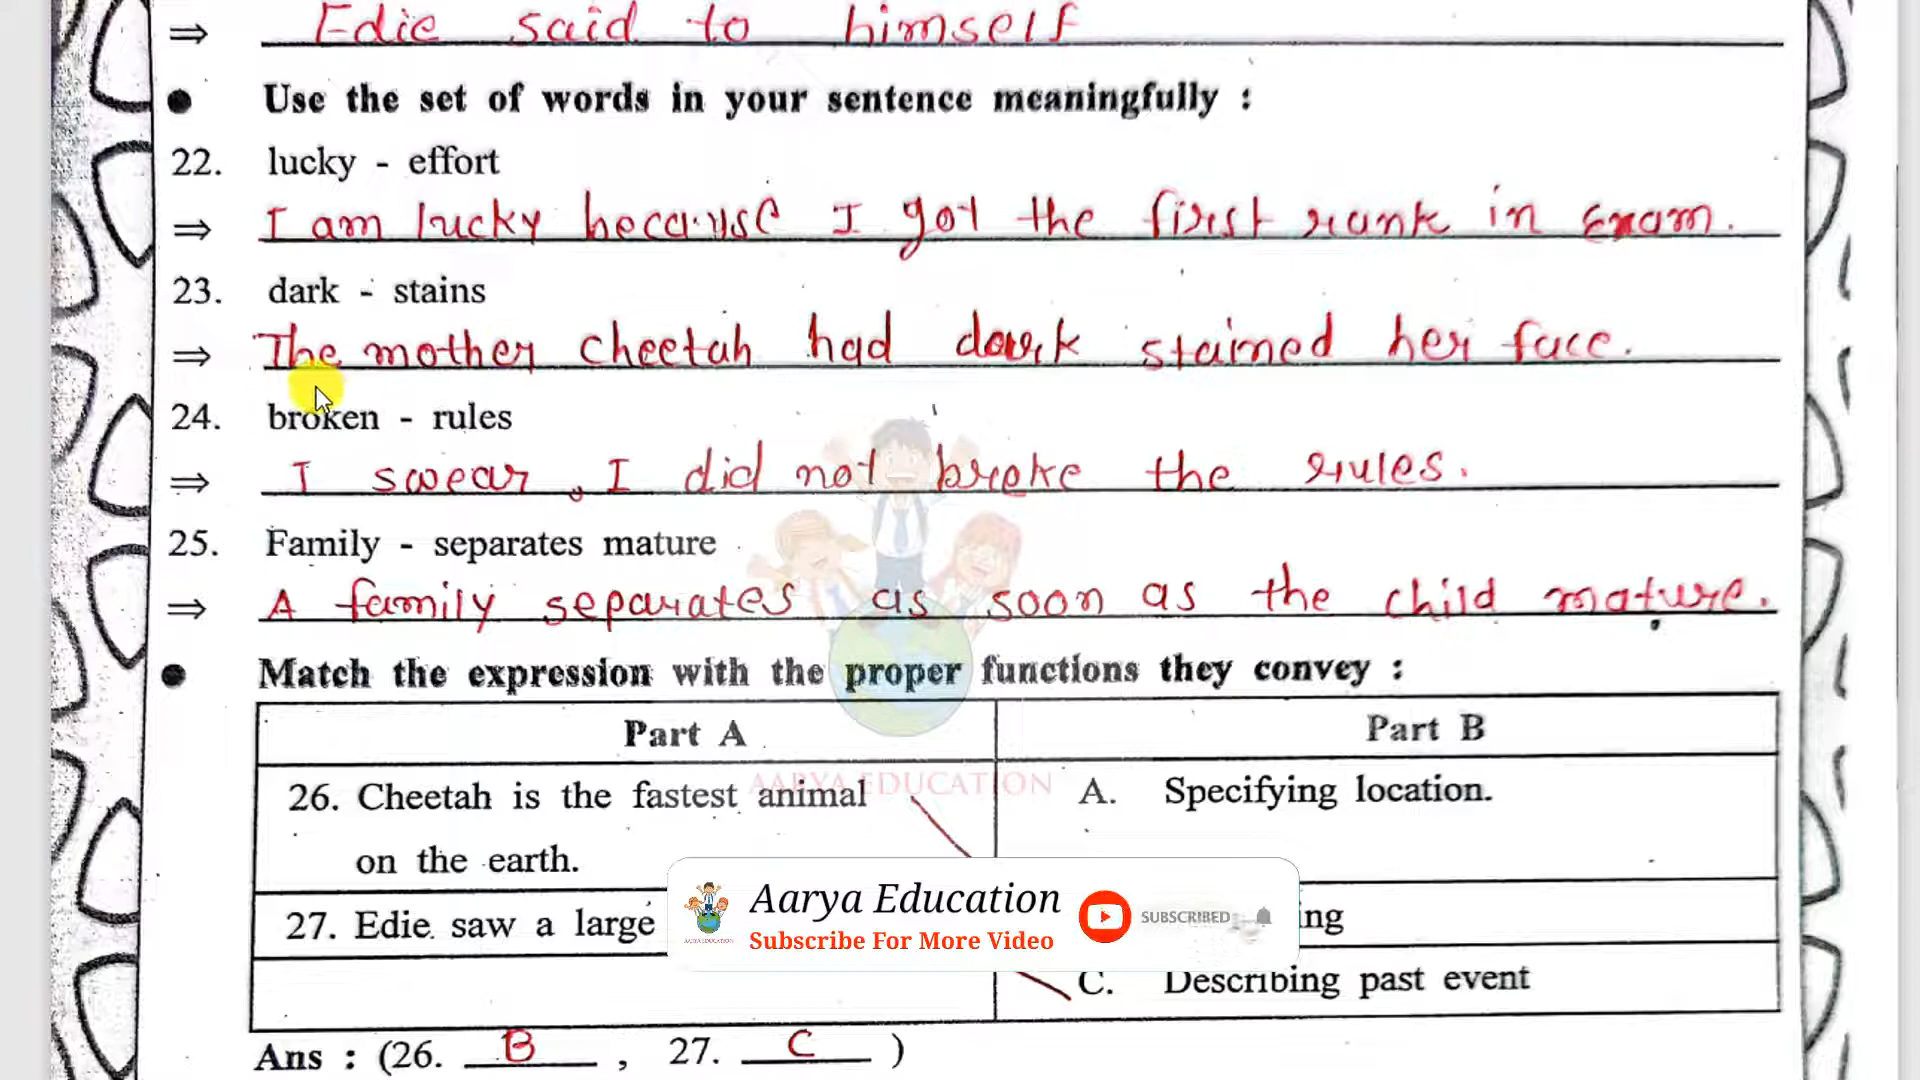 ⇒ Edie said to himself
● Use the set of words in your sentence meaningfully :
22. lucky - effort
⇒ I am lucky because I got the first rank in Exam.
23. dark - stains
⇒ The mother cheetah had dark stained her face.
24. broken - rules
⇒ I swear, I did not broke the rules.
25. Family - separates mature
⇒ A family separates as soon as the child mature.
● Match the expression with the proper functions they convey :
Part A Part B
26. Cheetah is the fastest animal A. Specifying location.
on the earth.
27. Edie saw a large ing
C. Describing past event
Ans : (26. B , 27. C )
AARYA EDUCATION
Aarya Education
Subscribe For More Video
SUBSCRIBED